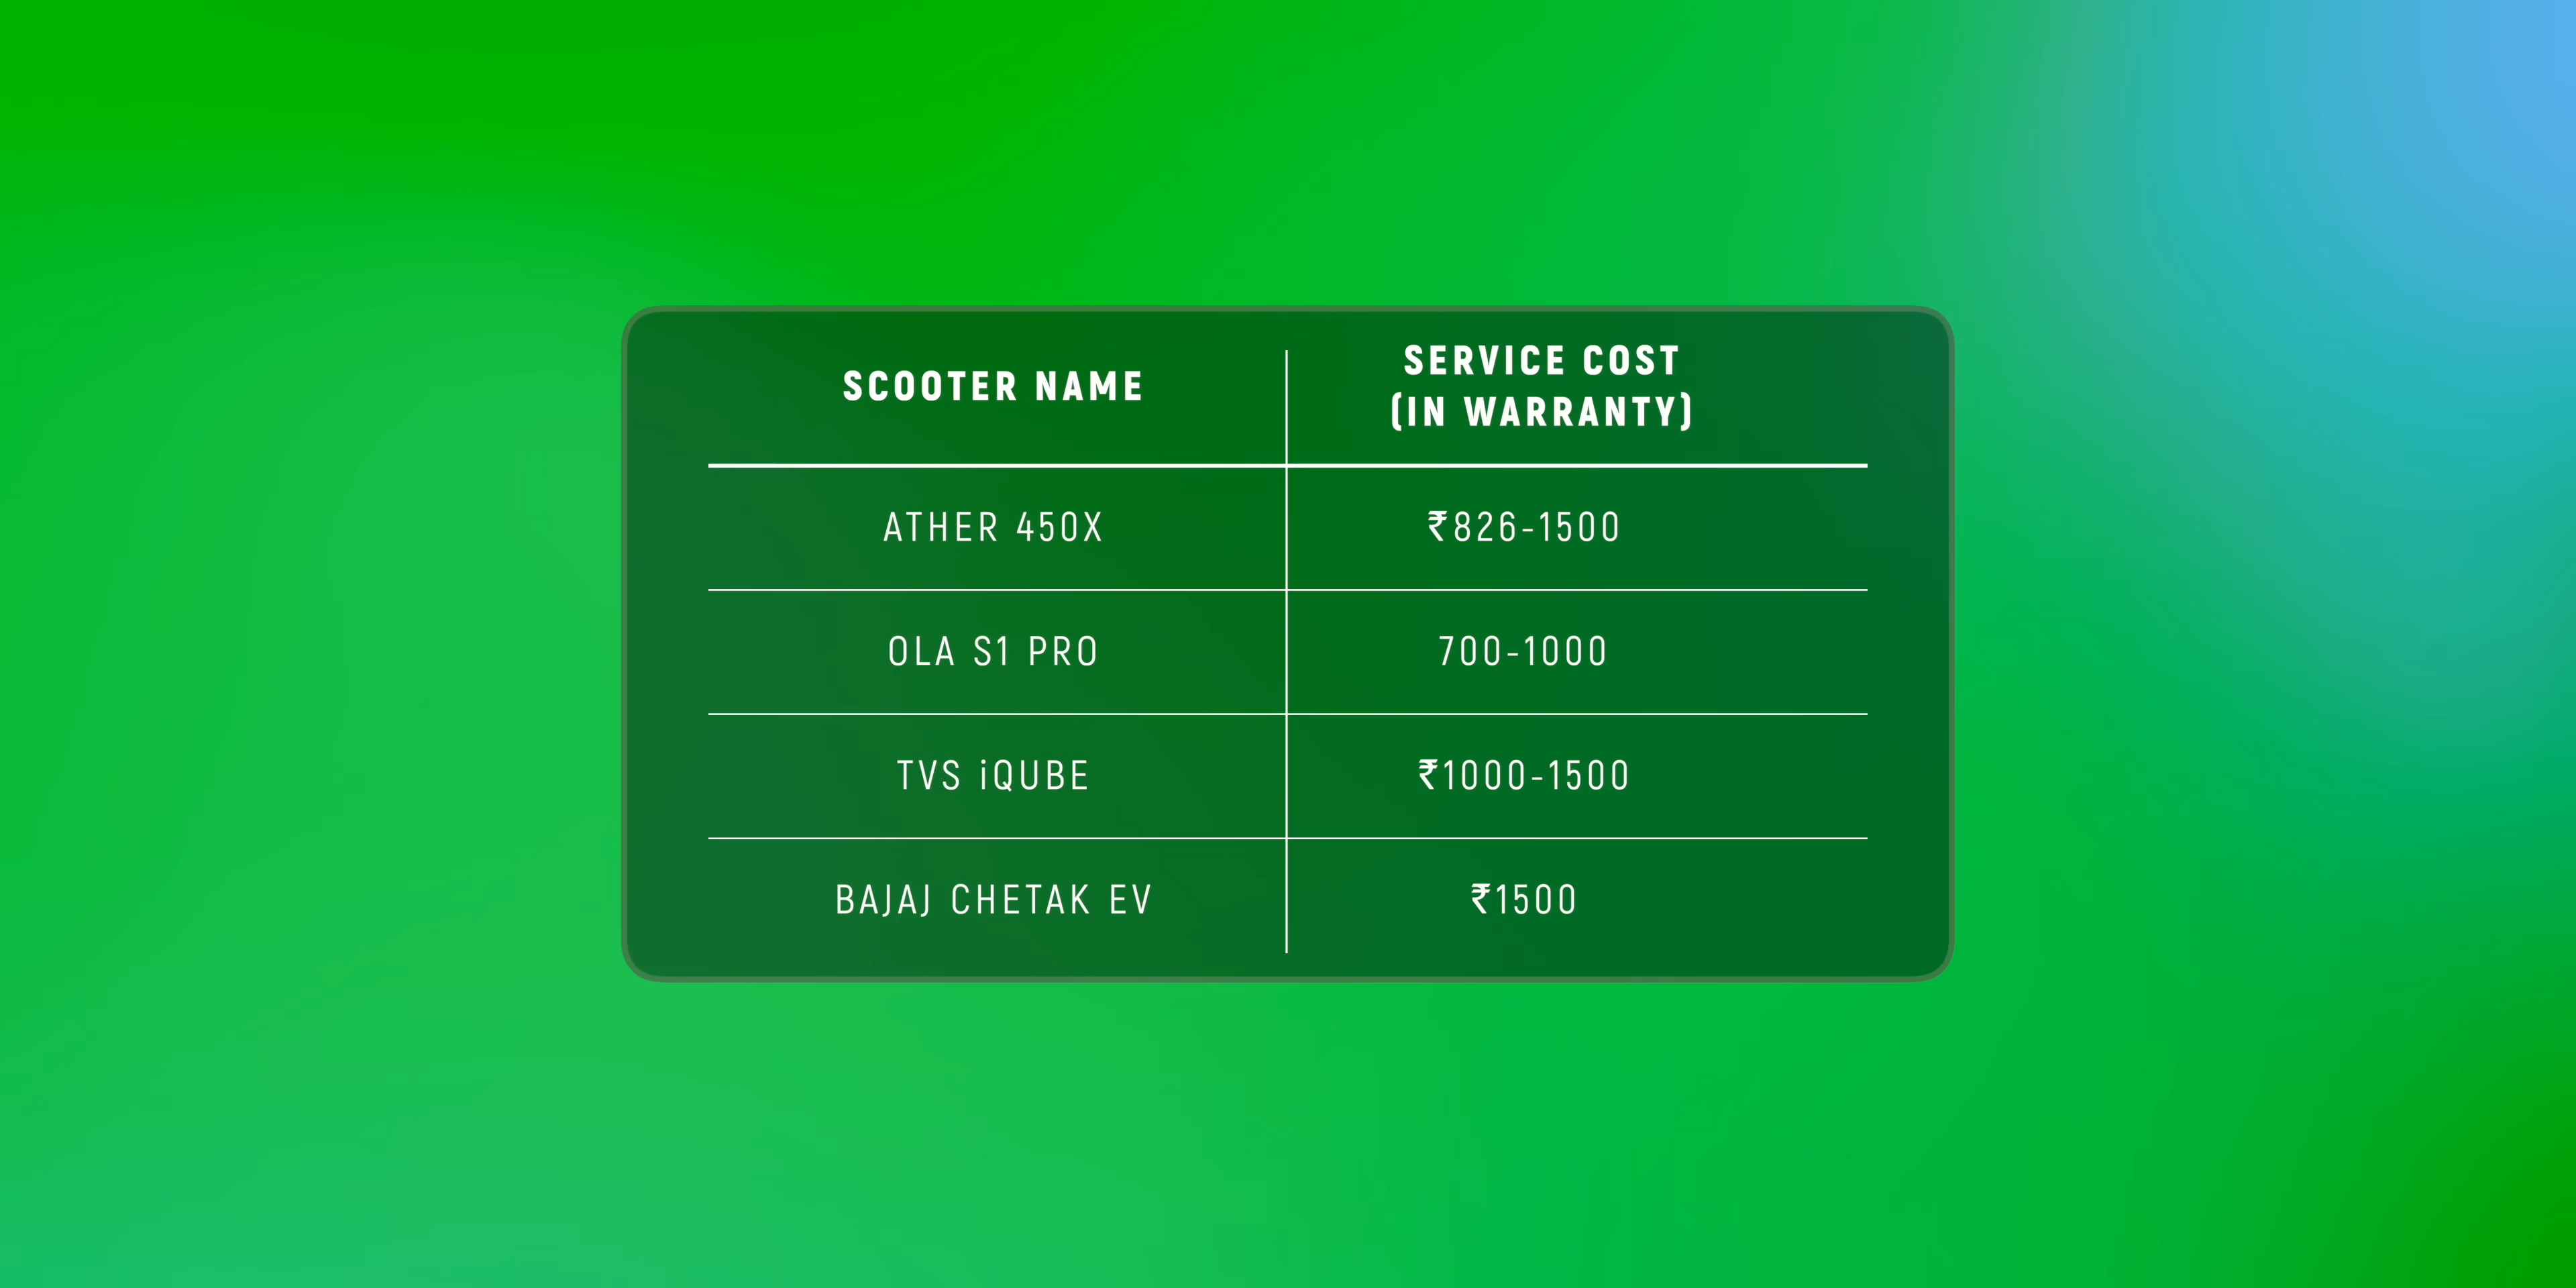 SCOOTER NAME
SERVICE COST
(IN WARRANTY)
ATHER 450X
₹826-1500
OLA S1 PRO
700-1000
TVS iQUBE
₹1000-1500
BAJAJ CHETAK EV
₹1500